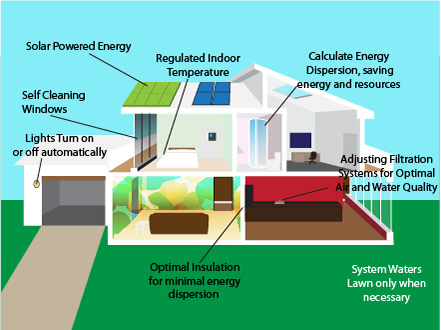 Solar Powered Energy
Regulated Indoor
Temperature
Calculate Energy
Dispersion, saving
energy and resources
Self Cleaning
Windows
Lights Turn on
or off automatically
Adjusting Filtration
Systems for Optimal
Air and Water Quality
Optimal Insulation
for minimal energy
dispersion
System Waters
Lawn only when
necessary